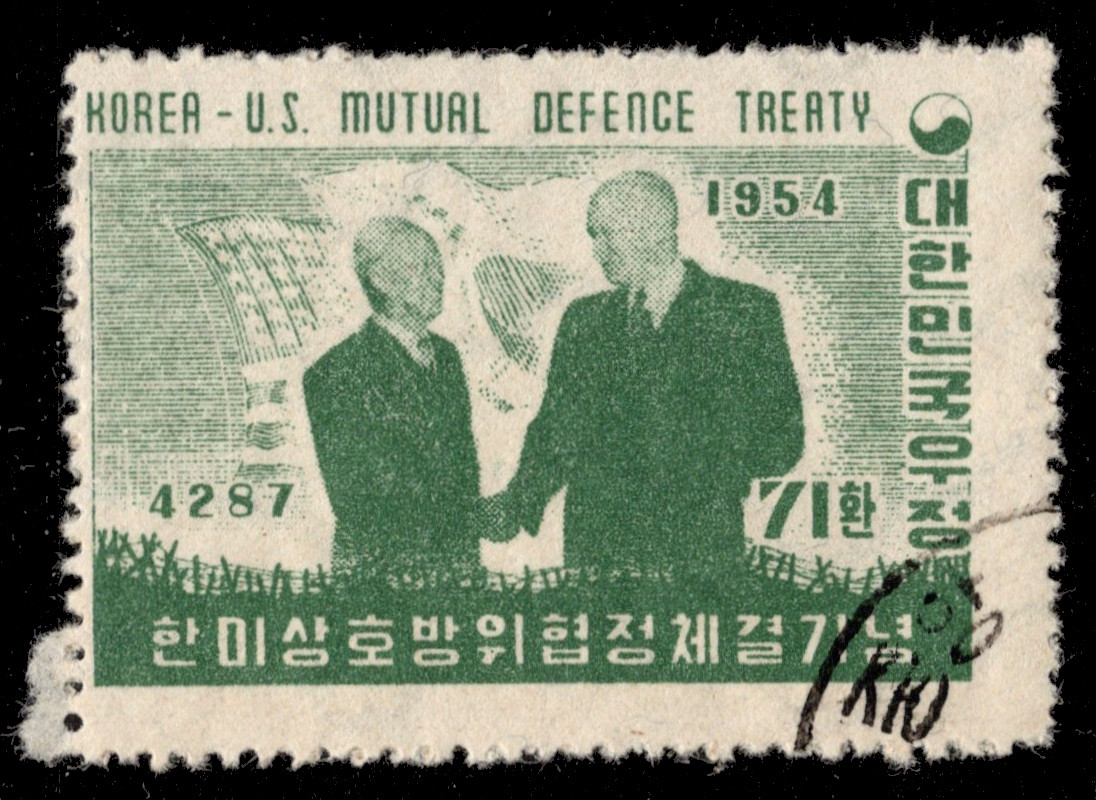 KOREA - U.S. MUTUAL DEFENCE TREATY
1954
대한민국우정
4287
71환
한미상호방위협정체결기념